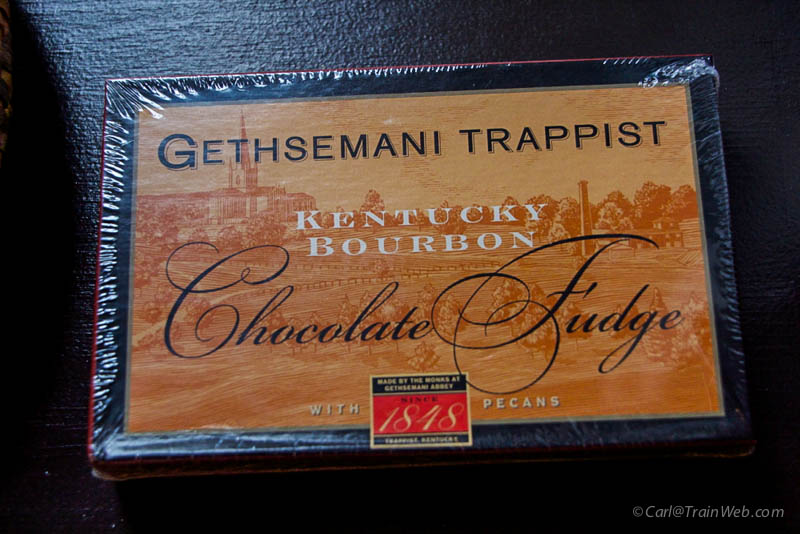 GETHSEMANI TRAPPIST
KENTUCKY
BOURBON
Chocolate Fudge
WITH PECANS
MADE BY THE MONKS AT
GETHSEMANI ABBEY
SINCE
1848
TRAPPIST, KENTUCKY
©Carl@TrainWeb.com